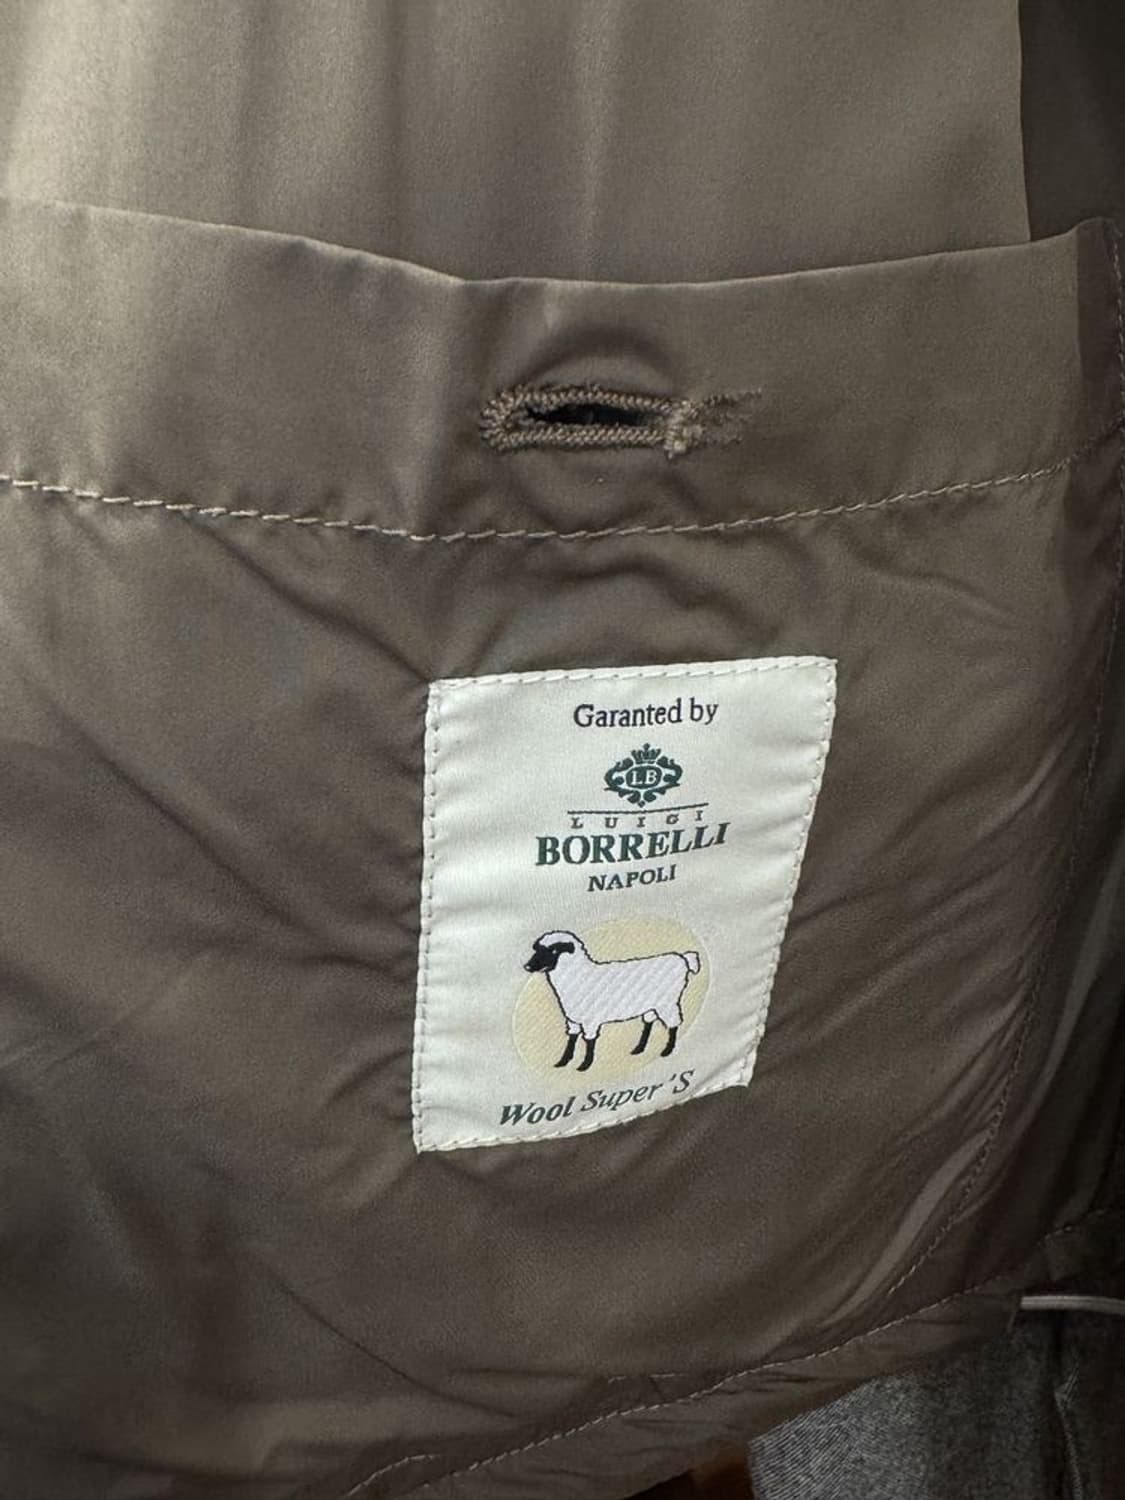 Garanted by
LB
LUIGI
BORRELLI
NAPOLI
Wool Super'S